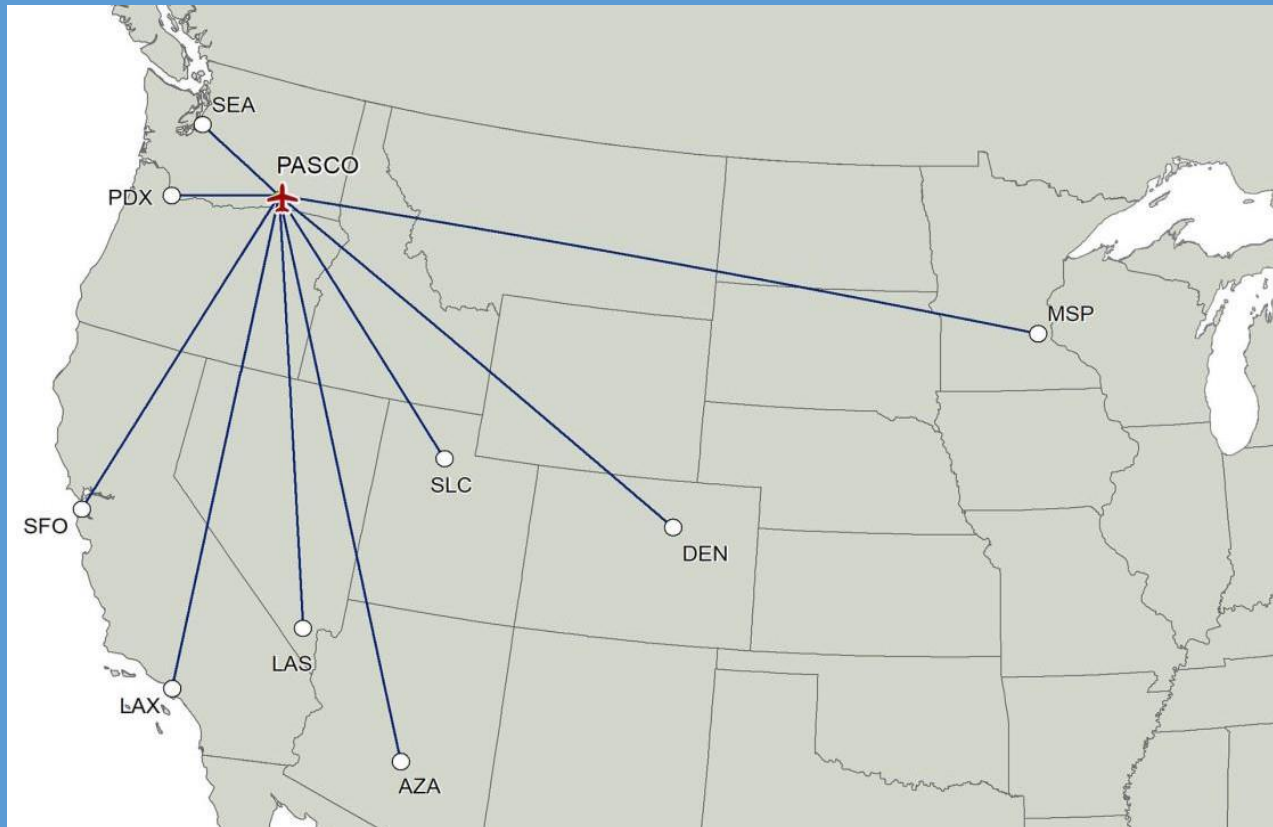 SEA
PASCO
PDX
MSP
SLC
SFO
DEN
LAS
LAX
AZA